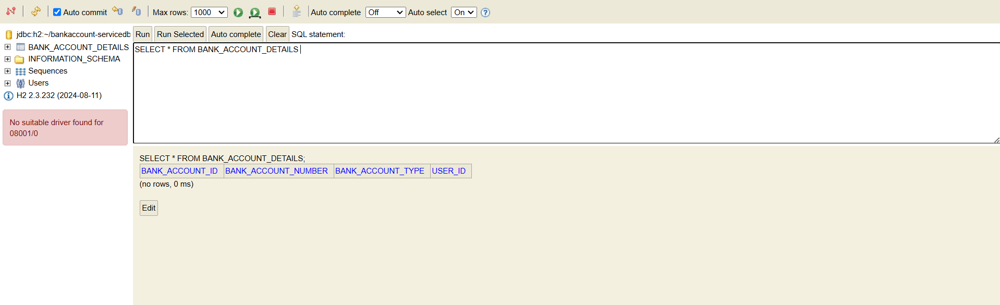 Auto commit Max rows: 1000 Auto complete Off Auto select On ?
jdbc:h2:~/bankaccount-servicedb
BANK_ACCOUNT_DETAILS
INFORMATION_SCHEMA
Sequences
Users
H2 2.3.232 (2024-08-11)
No suitable driver found for
08001/0
Run Run Selected Auto complete Clear SQL statement:
SELECT * FROM BANK_ACCOUNT_DETAILS
SELECT * FROM BANK_ACCOUNT_DETAILS;
BANK_ACCOUNT_ID BANK_ACCOUNT_NUMBER BANK_ACCOUNT_TYPE USER_ID
(no rows, 0 ms)
Edit